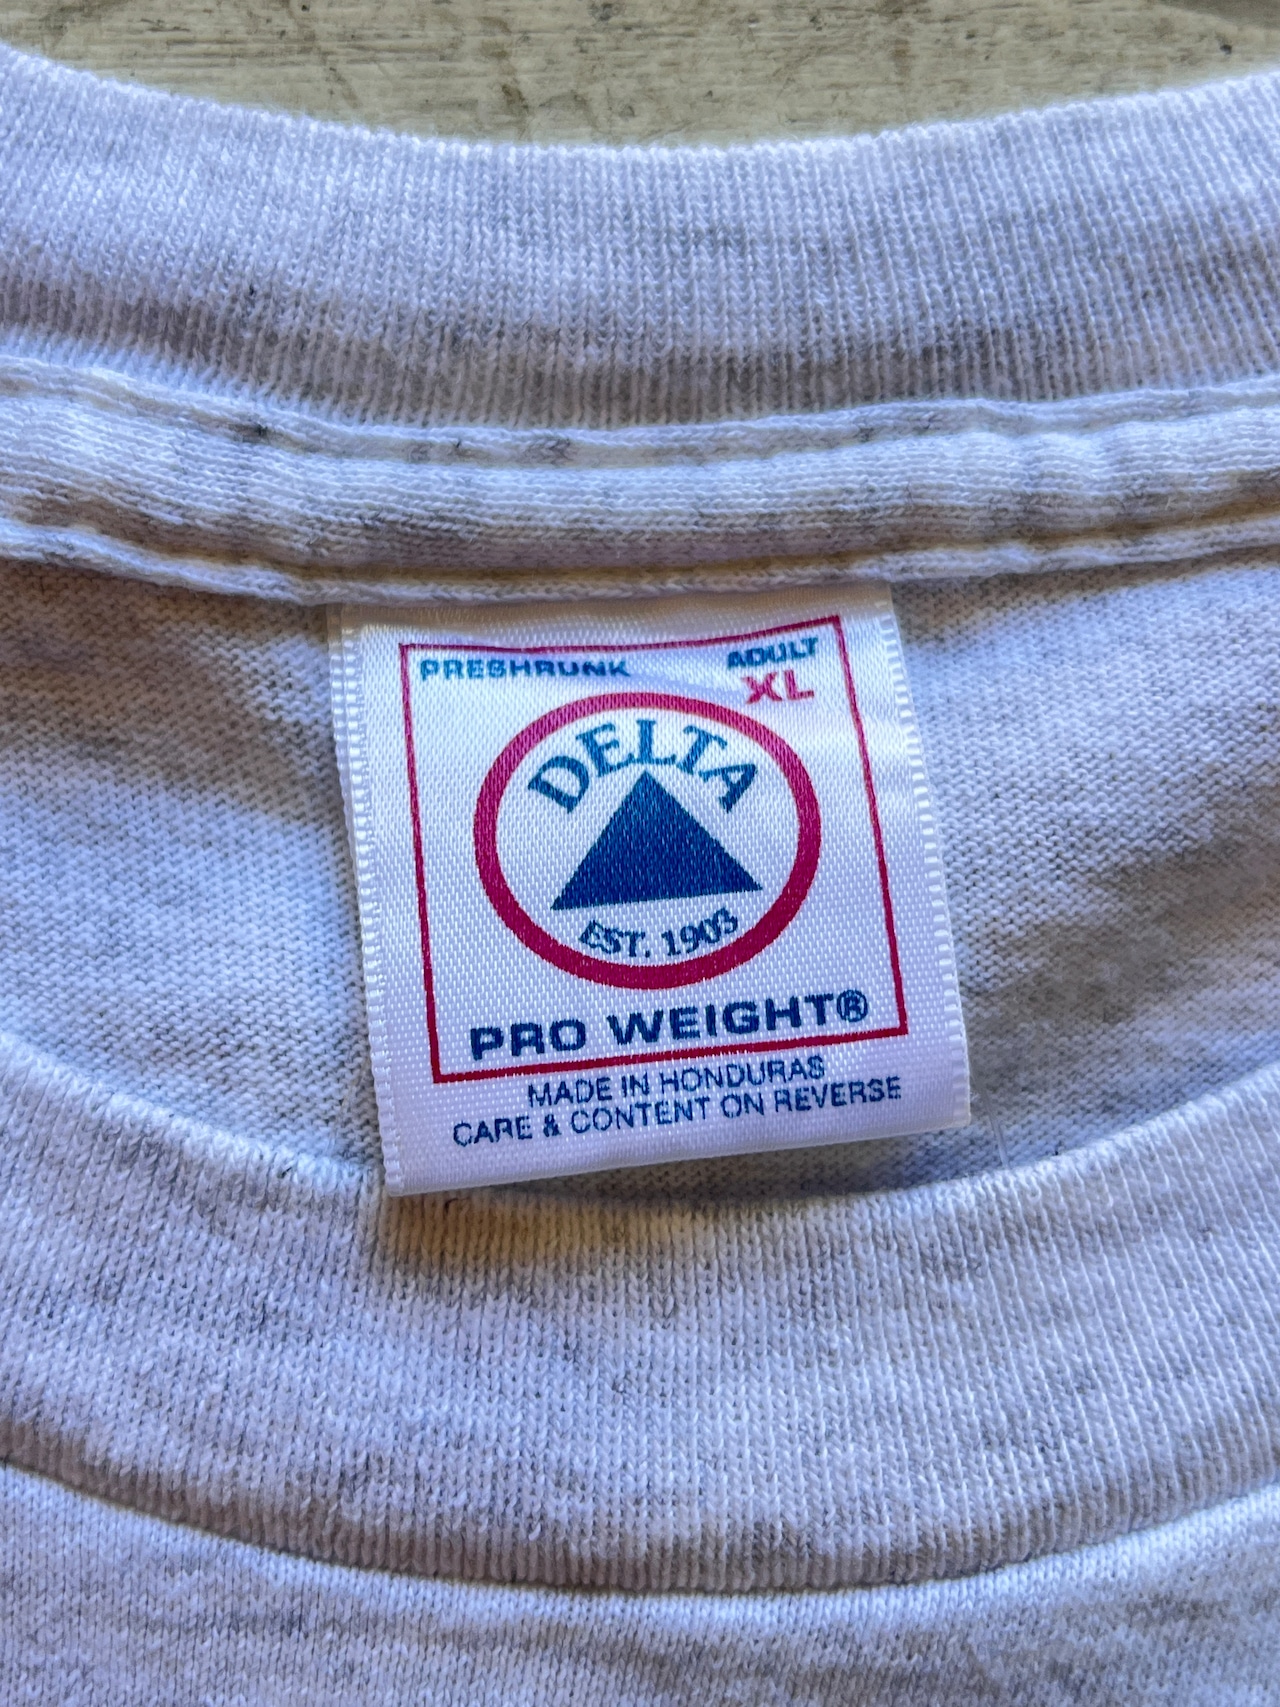 PRESHRUNK ADULT
XL
DELTA
EST. 1903
PRO WEIGHT®
MADE IN HONDURAS
CARE & CONTENT ON REVERSE